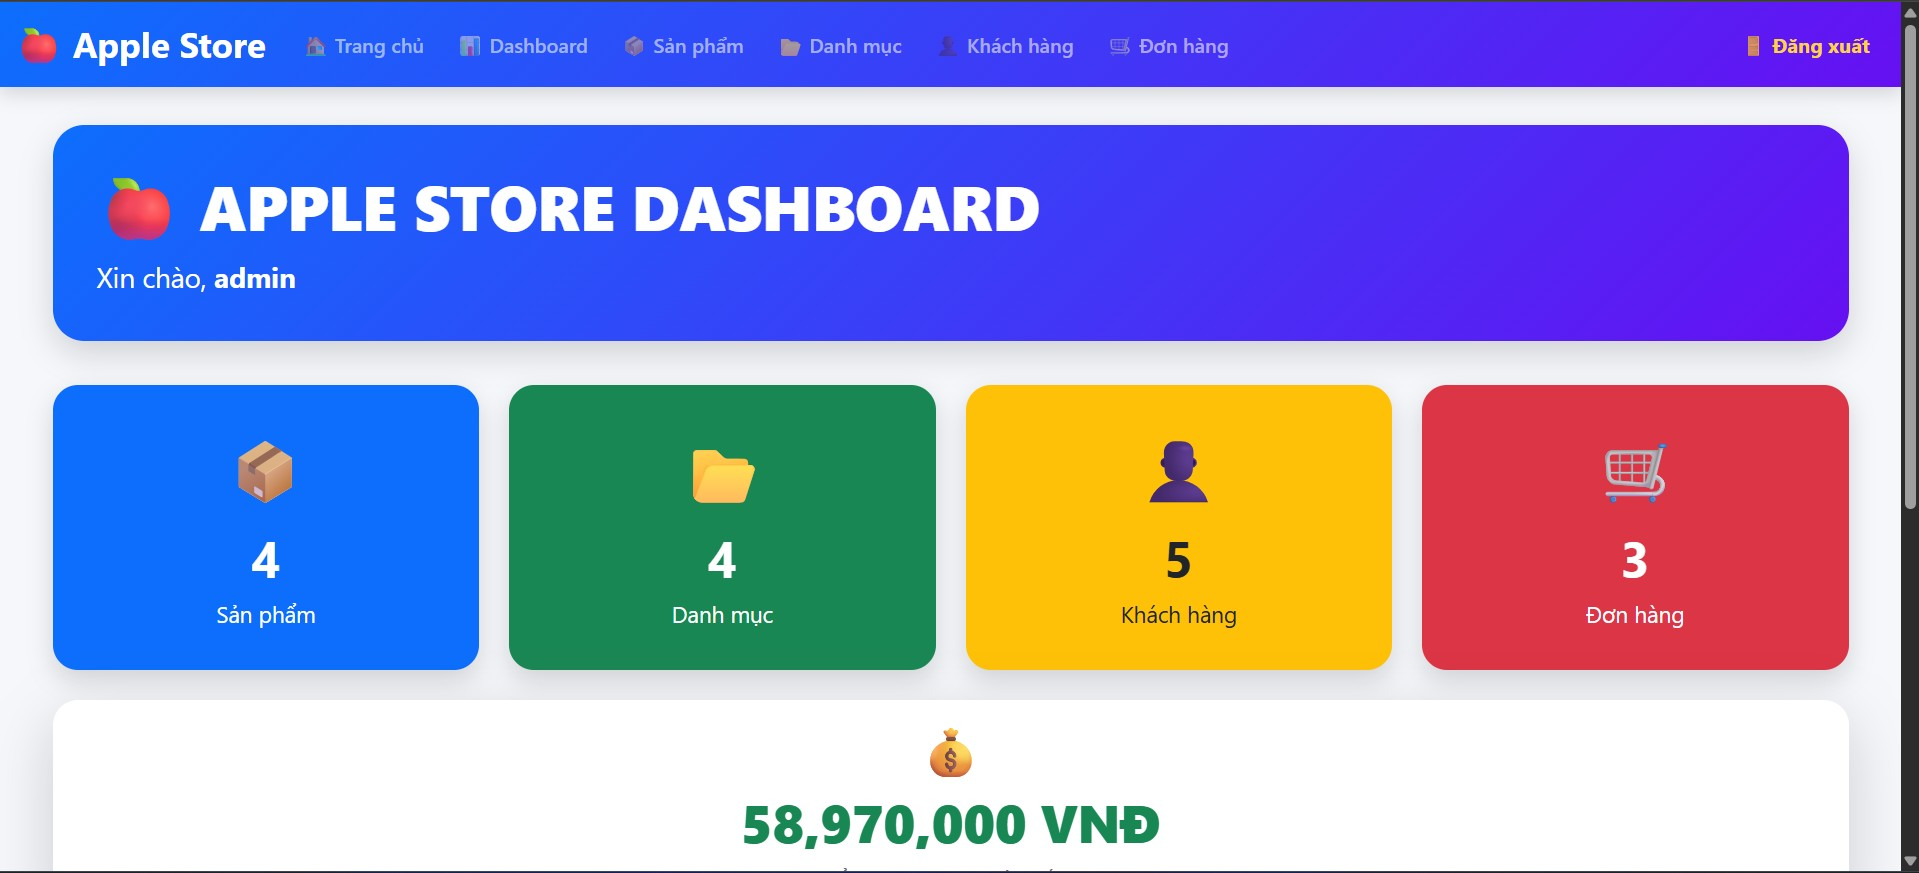 Apple Store
Trang chủ
Dashboard
Sản phẩm
Danh mục
Khách hàng
Đơn hàng
Đăng xuất
APPLE STORE DASHBOARD
Xin chào, admin
4
Sản phẩm
4
Danh mục
5
Khách hàng
3
Đơn hàng
$
58,970,000 VNĐ